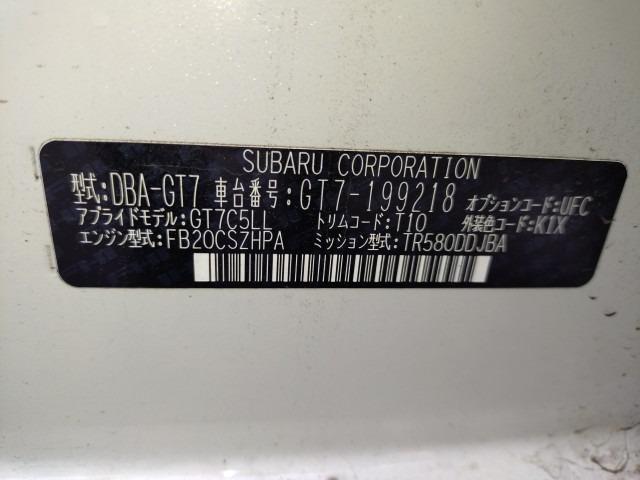 SUBARU CORPORATION
型式:DBA-GT7 車台番号:GT7-199218 オプションコード:UFC
アプライドモデル:GT7C5LL トリムコード:T10 外装色コード:K1X
エンジン型式:FB20CSZHPA ミッション型式:TR580DDJBA